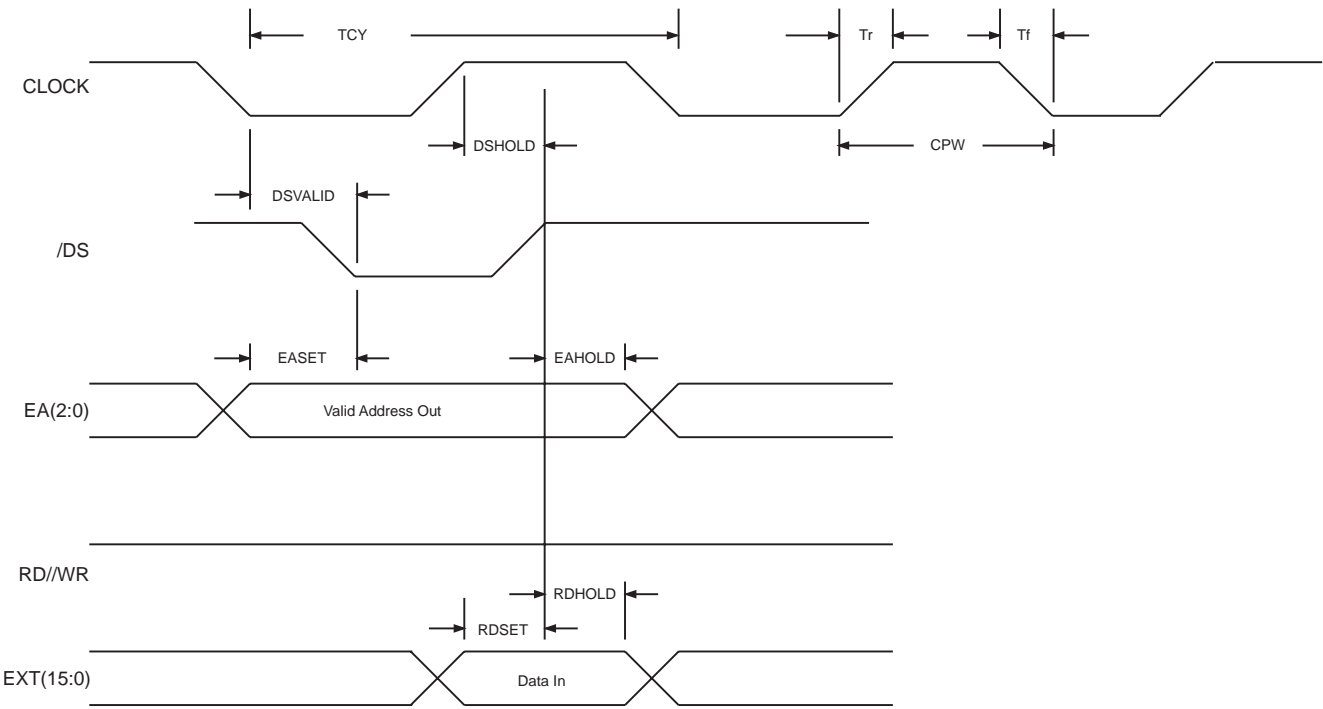 TCY
Tr
Tf
CLOCK
DSHOLD
CPW
DSVALID
/DS
EASET
EAHOLD
EA(2:0)
Valid Address Out
RD//WR
RDHOLD
RDSET
EXT(15:0)
Data In